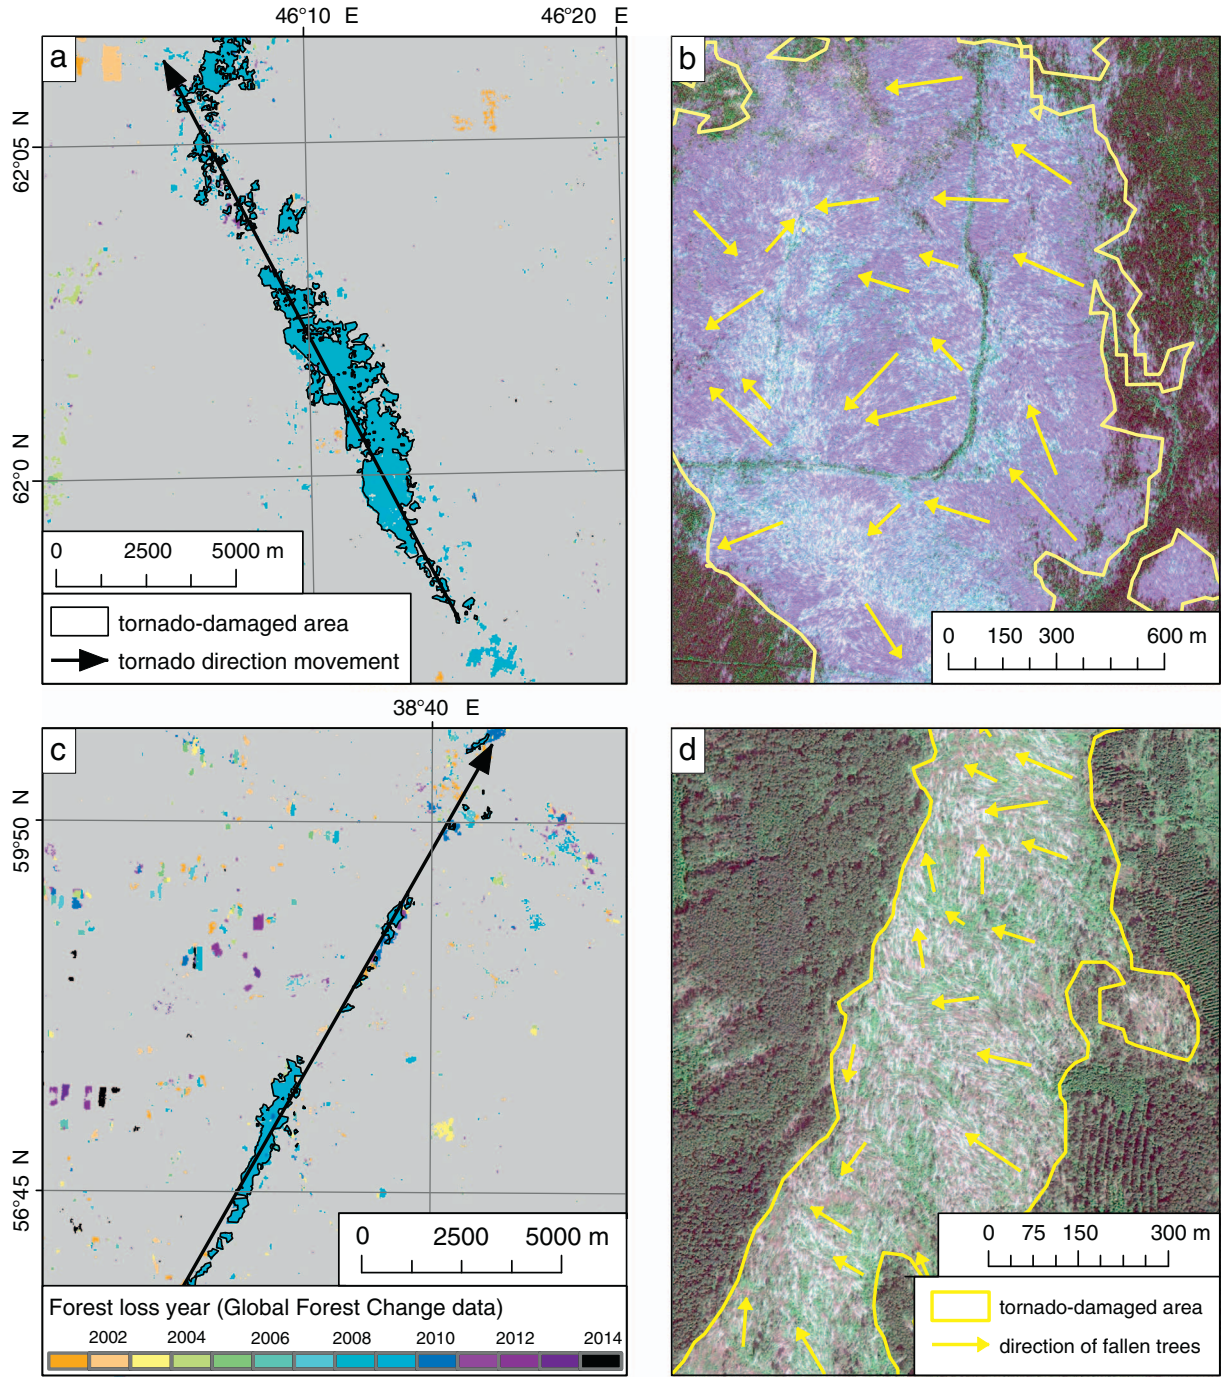 46°10 E 46°20 E
a
b
62°05 N
62°0 N
0 2500 5000 m
tornado-damaged area
tornado direction movement
0 150 300 600 m
38°40 E
c
d
59°50 N
56°45 N
0 2500 5000 m
0 75 150 300 m
Forest loss year (Global Forest Change data)
2002 2004 2006 2008 2010 2012 2014
tornado-damaged area
direction of fallen trees